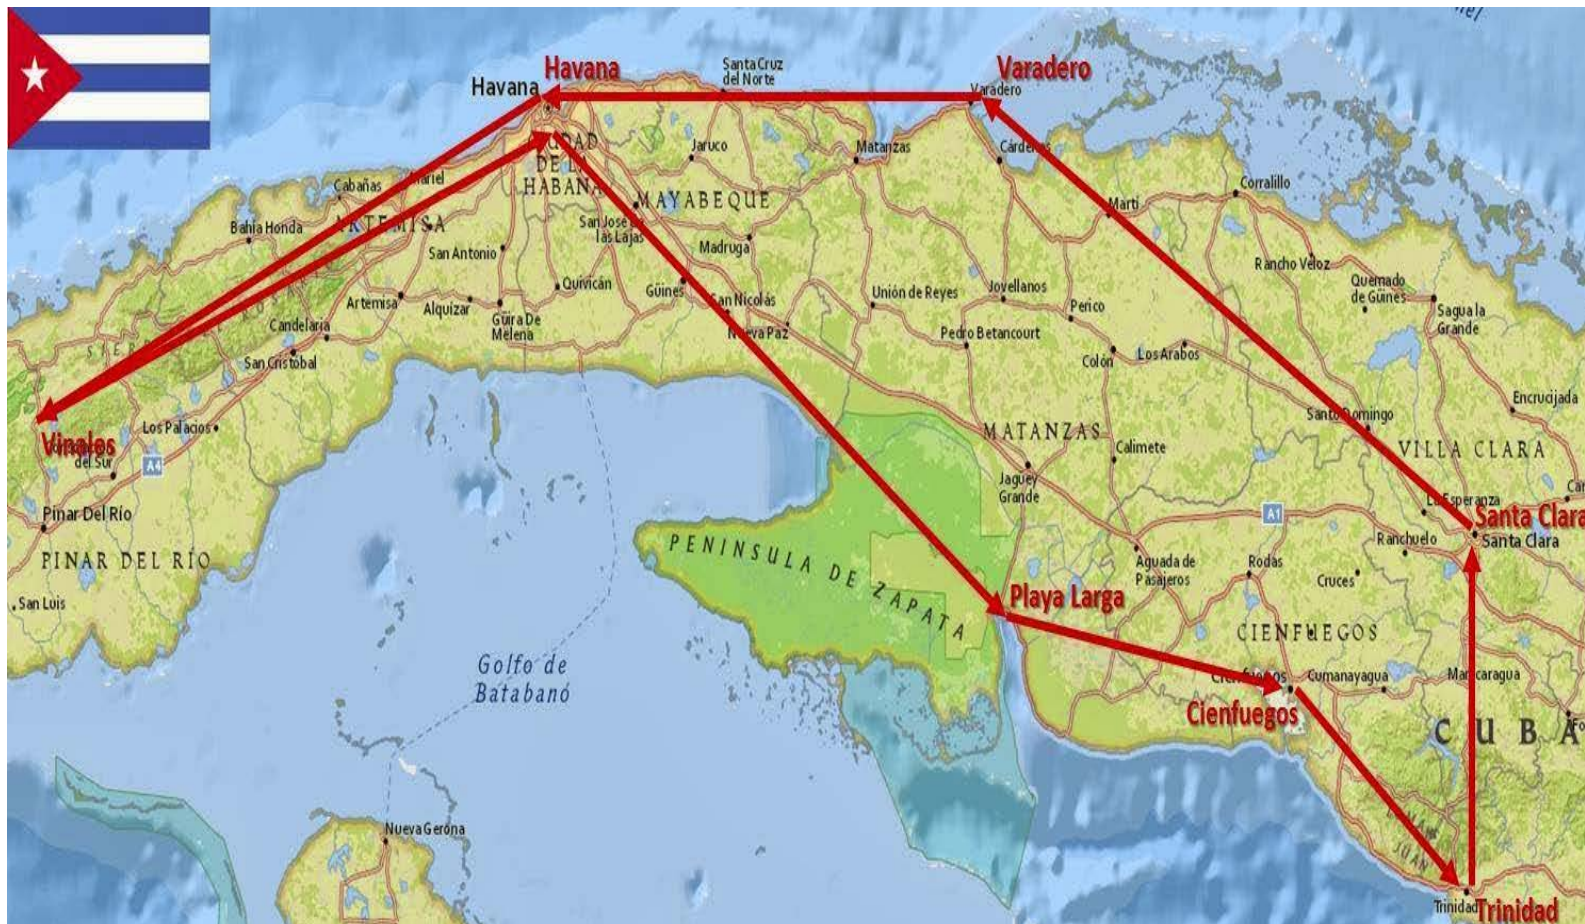 Havana
Havana
Varadero
Varadero
Santa Cruz
del Norte
CIUDAD
DE LA
HABANA
Jaruco
Matanzas
Cárdenas
Corralillo
Martí
Cabañas
Mariel
MAYABEQUE
ARTEMISA
Bahía Honda
San José de
las Lajas
San Antonio
Madruga
Rancho Veloz
Quemado
de Güines
Sagua la
Grande
Quivicán
Güines
Unión de Reyes
Jovellanos
Perico
Artemisa
Alquízar
Güira De
Melena
San Nicolás
Nueva Paz
Pedro Betancourt
Colón
Los Arabos
Candelaria
San Cristóbal
Encrucijada
Santo Domingo
Vinales
del Sur
Los Palacios
A4
MATANZAS
VILLA CLARA
Calimete
Jagüey
Grande
La Esperanza
Santa Clara
Santa Clara
A1
Ranchuelo
Pinar Del Río
PINAR DEL RÍO
San Luis
PENINSULA DE ZAPATA
Aguada de
Pasajeros
Rodas
Cruces
Playa Larga
CIENFUEGOS
Golfo de
Batabanó
Cienfuegos
Cumanayagua
Manicaragua
Cienfuegos
CUBA
Nueva Gerona
Trinidad
Trinidad